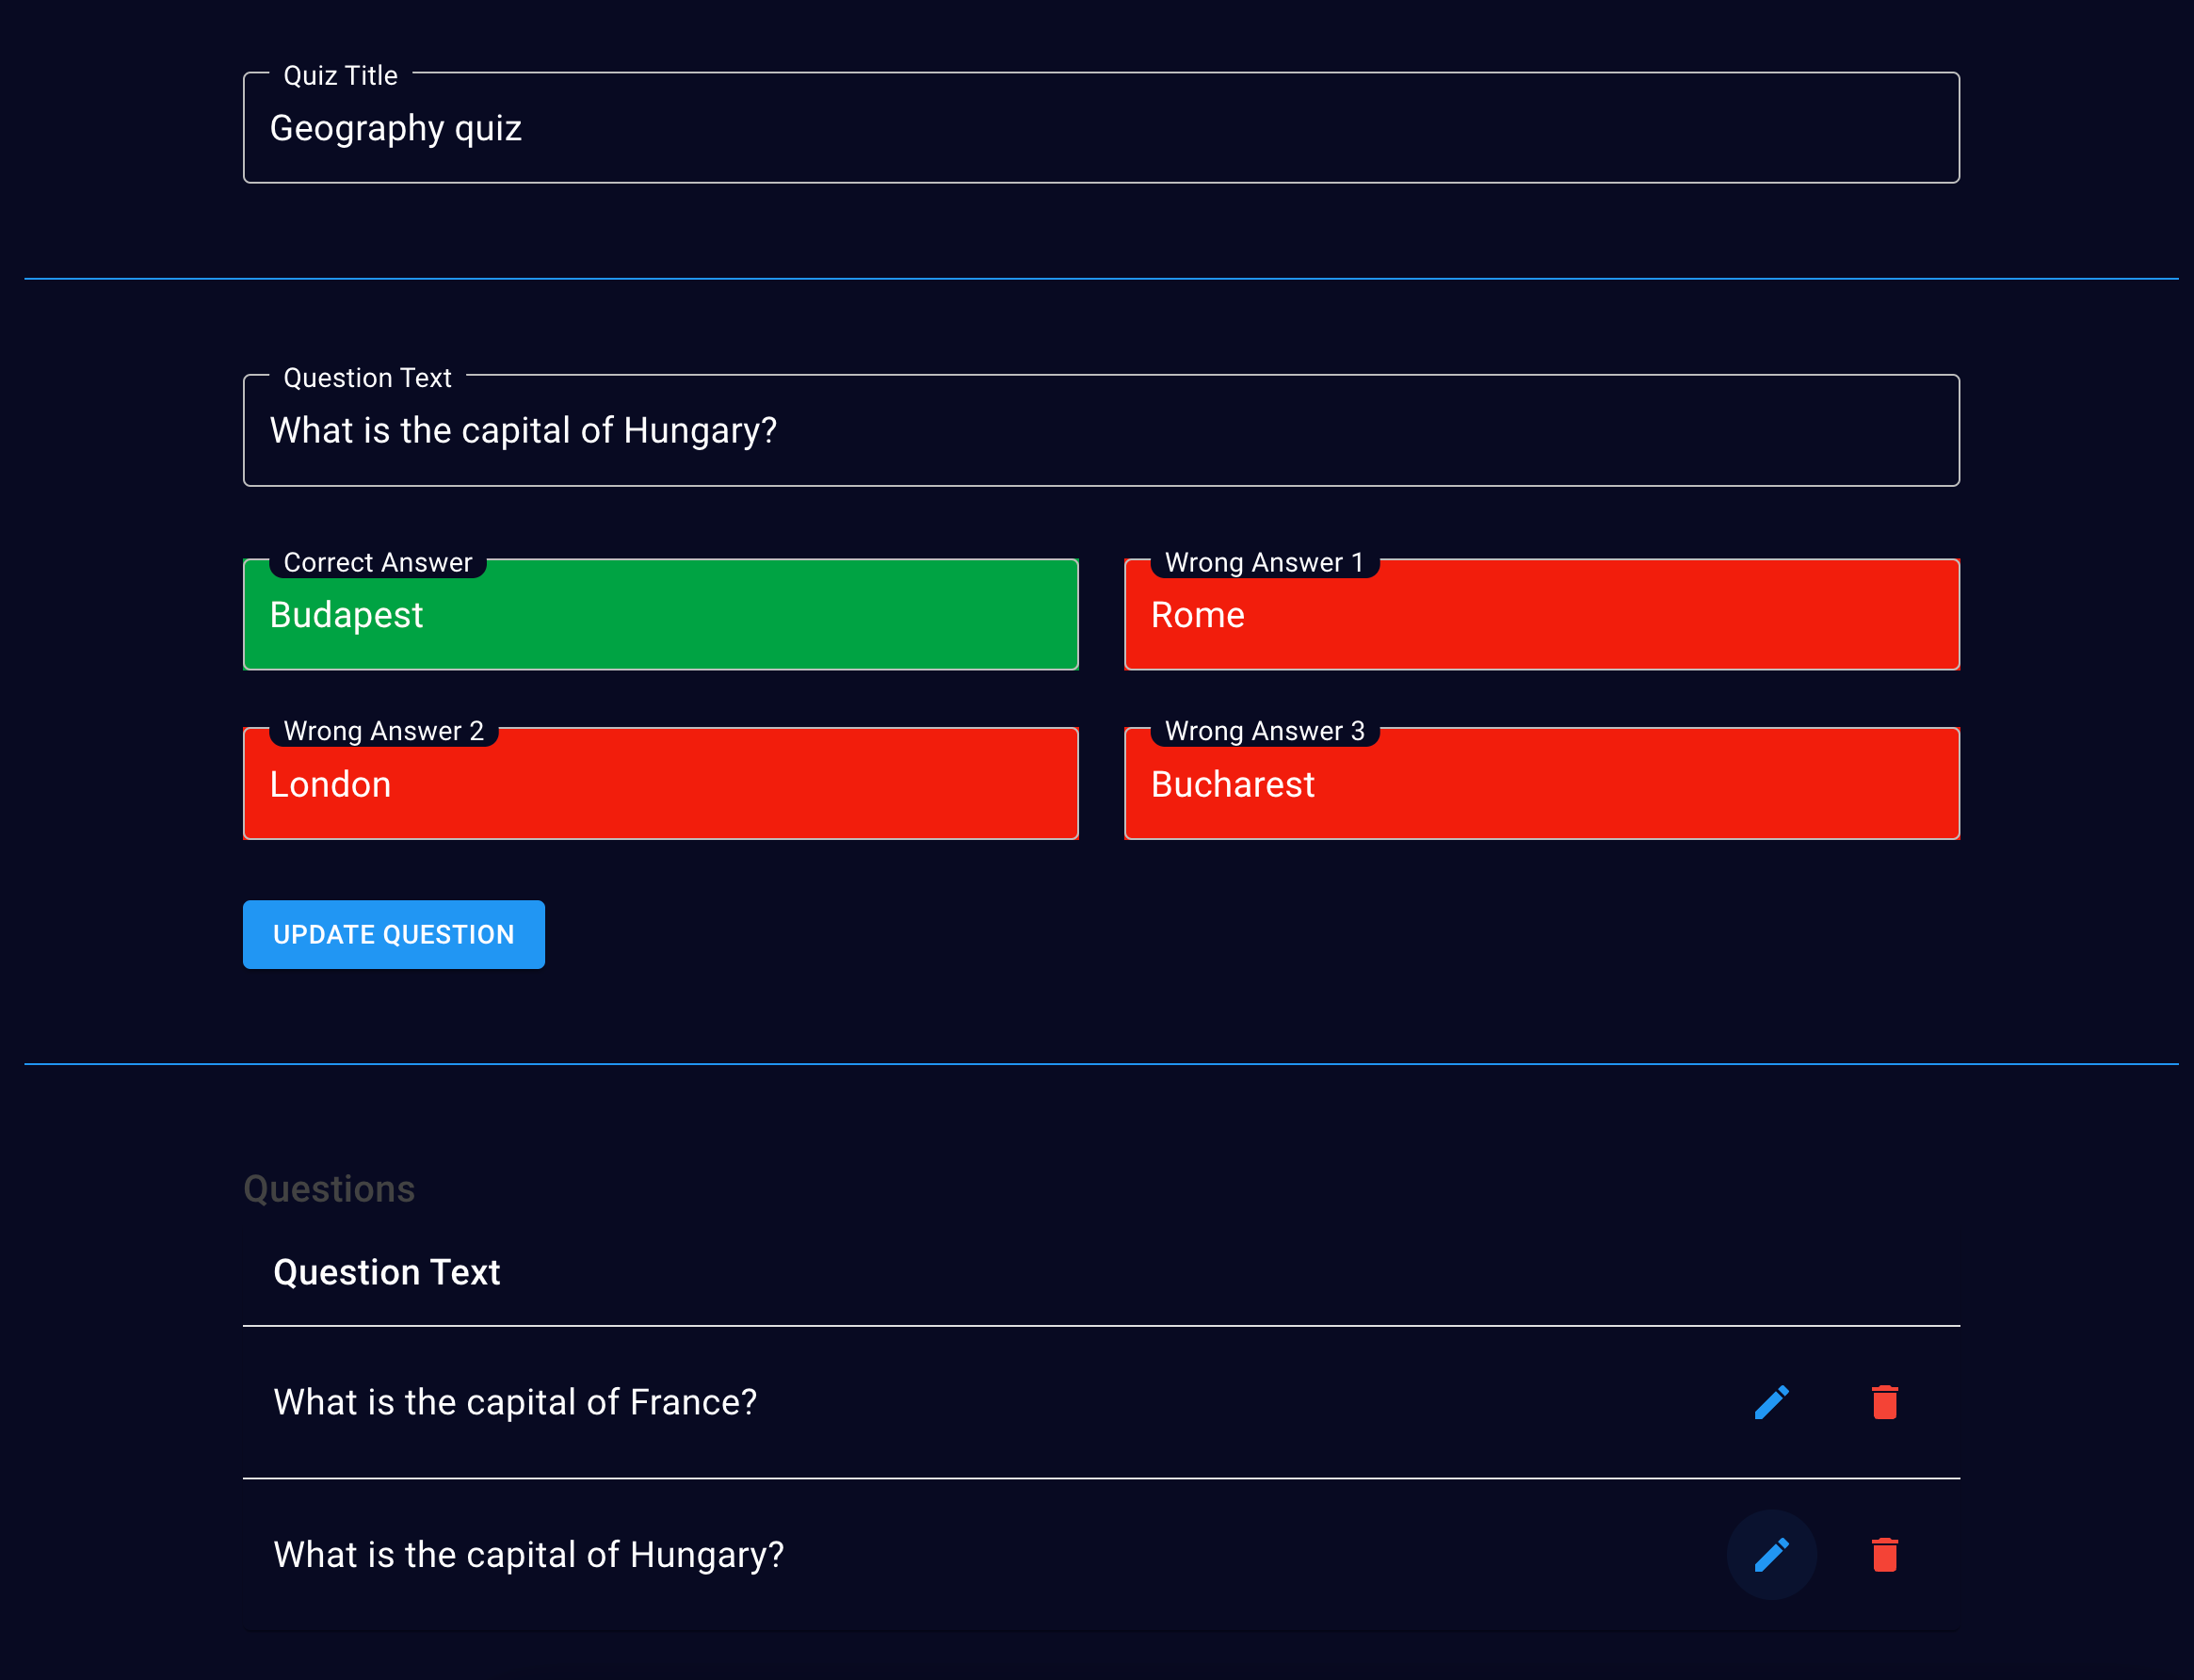 Quiz Title
Geography quiz
Question Text
What is the capital of Hungary?
Correct Answer
Budapest
Wrong Answer 1
Rome
Wrong Answer 2
London
Wrong Answer 3
Bucharest
UPDATE QUESTION
Questions
Question Text
What is the capital of France?
What is the capital of Hungary?